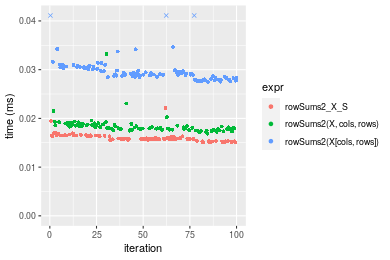 0.04
0.03
0.02
0.01
0.00
time (ms)
0
25
50
75
100
iteration
expr
rowSums2_X_S
rowSums2(X, cols, rows)
rowSums2(X[cols, rows])